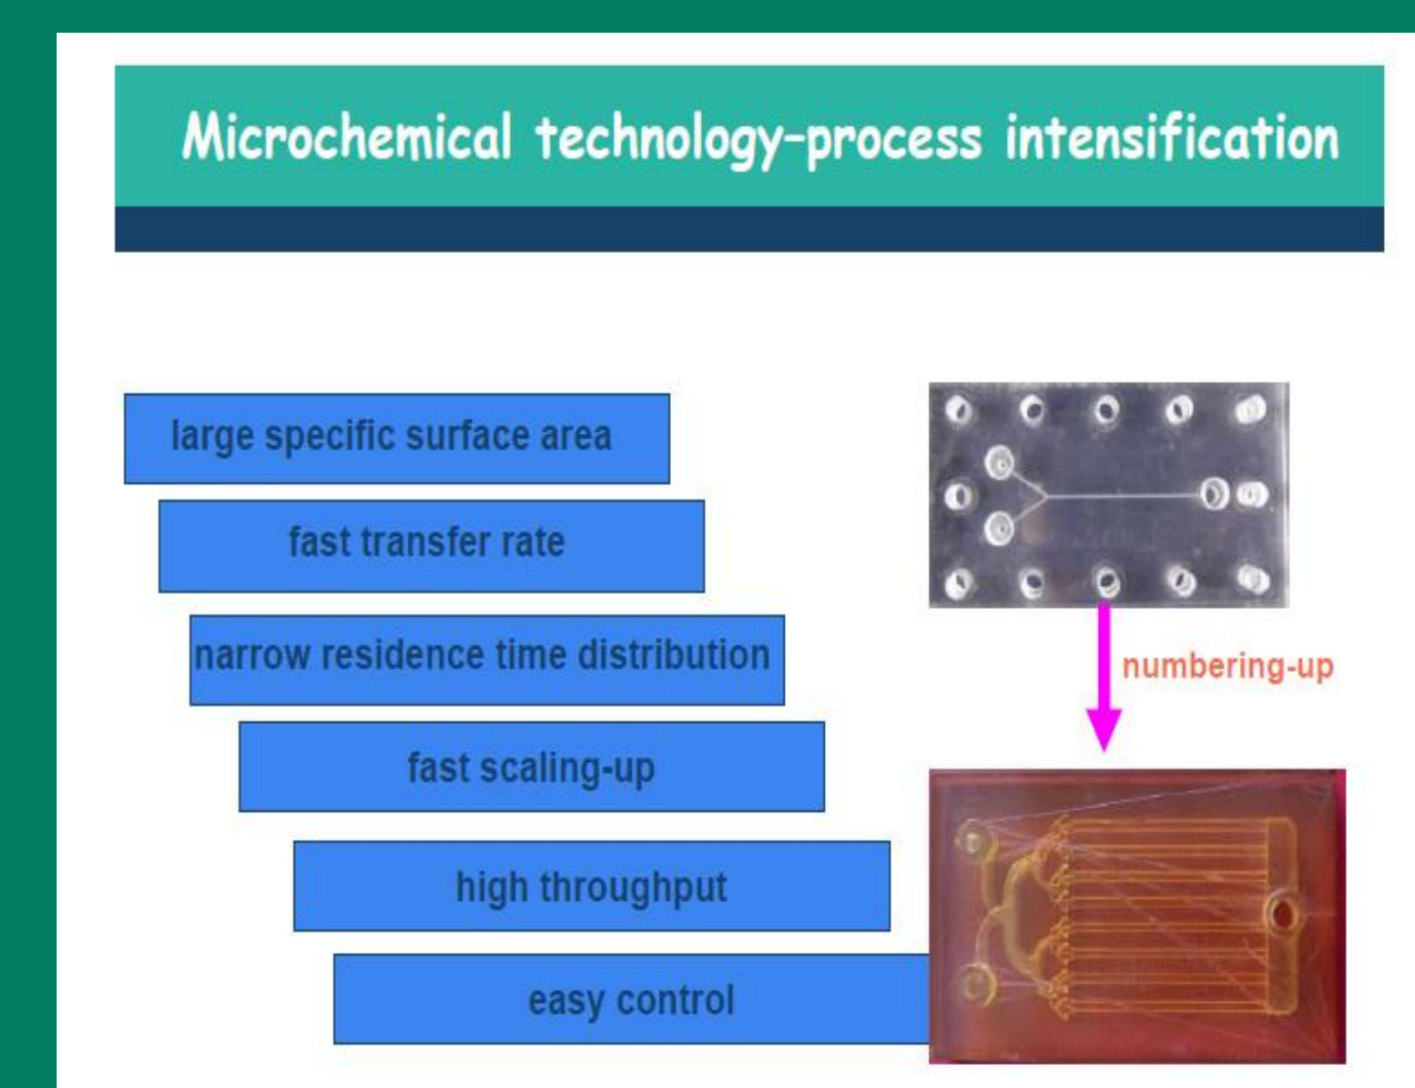 Microchemical technology-process intensification
large specific surface area
fast transfer rate
narrow residence time distribution
fast scaling-up
high throughput
easy control
numbering-up